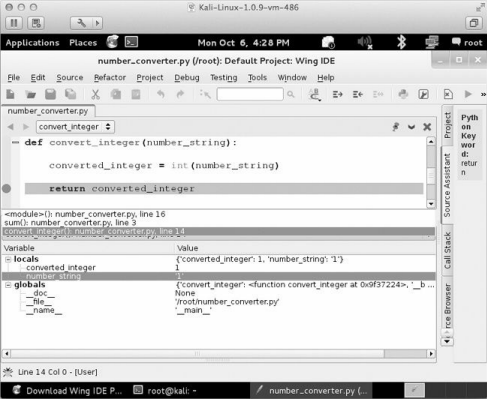 Kali-Linux-1.0.9-vm-486
Applications Places Mon Oct 6, 4:28 PM root
number_converter.py (/root): Default Project: Wing IDE
File Edit Source Refactor Project Debug Testing Tools Window Help
number_converter.py
convert_integer
def convert_integer(number_string):
converted_integer = int(number_string)
return converted_integer
<module>(): number_converter.py, line 16
sum(): number_converter.py, line 3
convert_integer(): number_converter.py, line 14
Variable Value
locals {'converted_integer': 1, 'number_string': '1'}
converted_integer 1
number_string '1'
globals {'convert_integer': <function convert_integer at 0x9f37224>, '__b ...
__doc__ None
__file__ '/root/number_converter.py'
__name__ '__main__'
Project
Source Assistant
Call Stack
rce Browser
Pyth
on
Key
wor
d:
retur
n
Line 14 Col 0 - [User]
Download Wing IDE P... root@kali: ~ number_converter.py (...